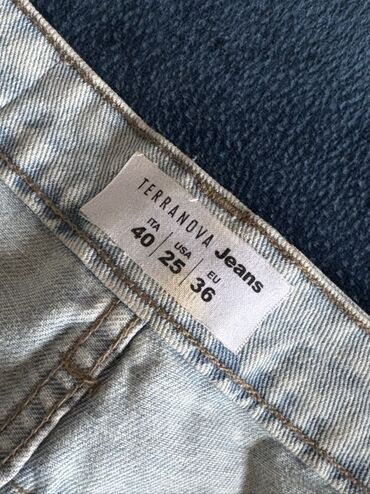 TERRANOVA Jeans
ITA | USA | EU
40 | 25 | 36